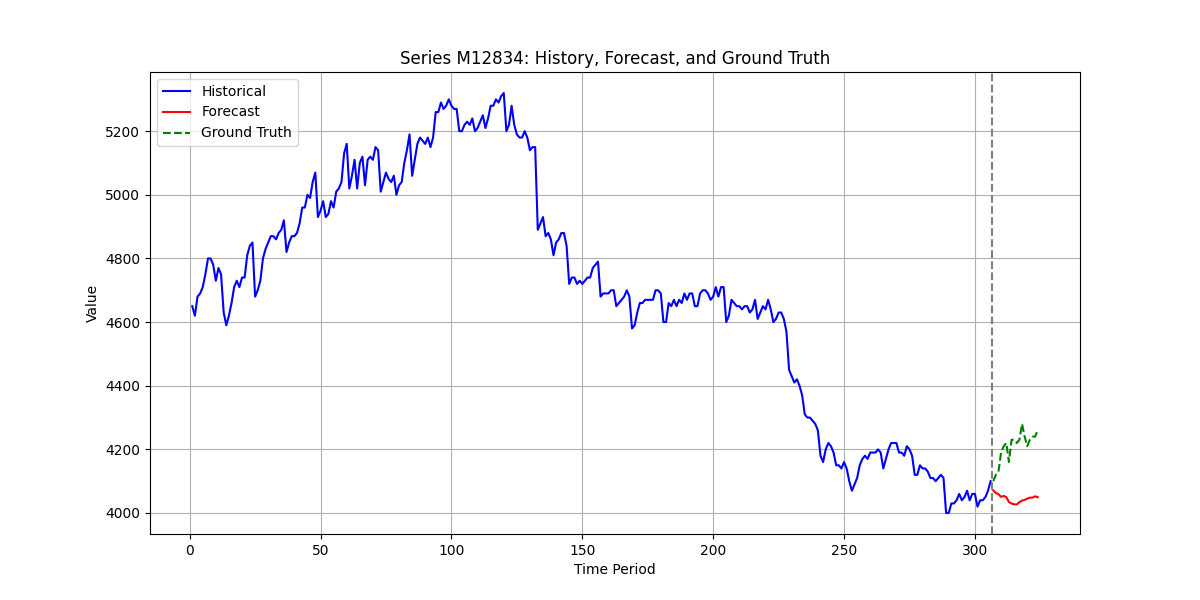 Series M12834: History, Forecast, and Ground Truth
Historical
Forecast
Ground Truth
Value
5200
5000
4800
4600
4400
4200
4000
0 50 100 150 200 250 300
Time Period